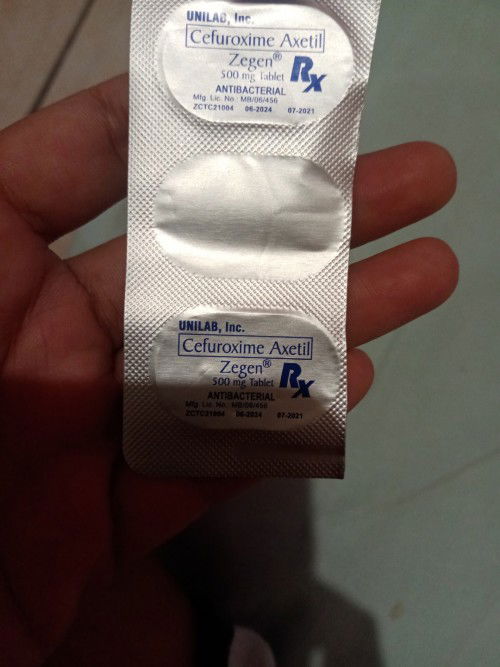 UNILAB, Inc.
Cefuroxime Axetil
Zegen®
500 mg Tablet
Rx
ANTIBACTERIAL
Mfg. Lic. No.: MB/06/456
ZCTC21004 06-2024 07-2021
UNILAB, Inc.
Cefuroxime Axetil
Zegen®
500 mg Tablet
Rx
ANTIBACTERIAL
Mfg. Lic. No.: MB/06/456
ZCTC21004 06-2024 07-2021